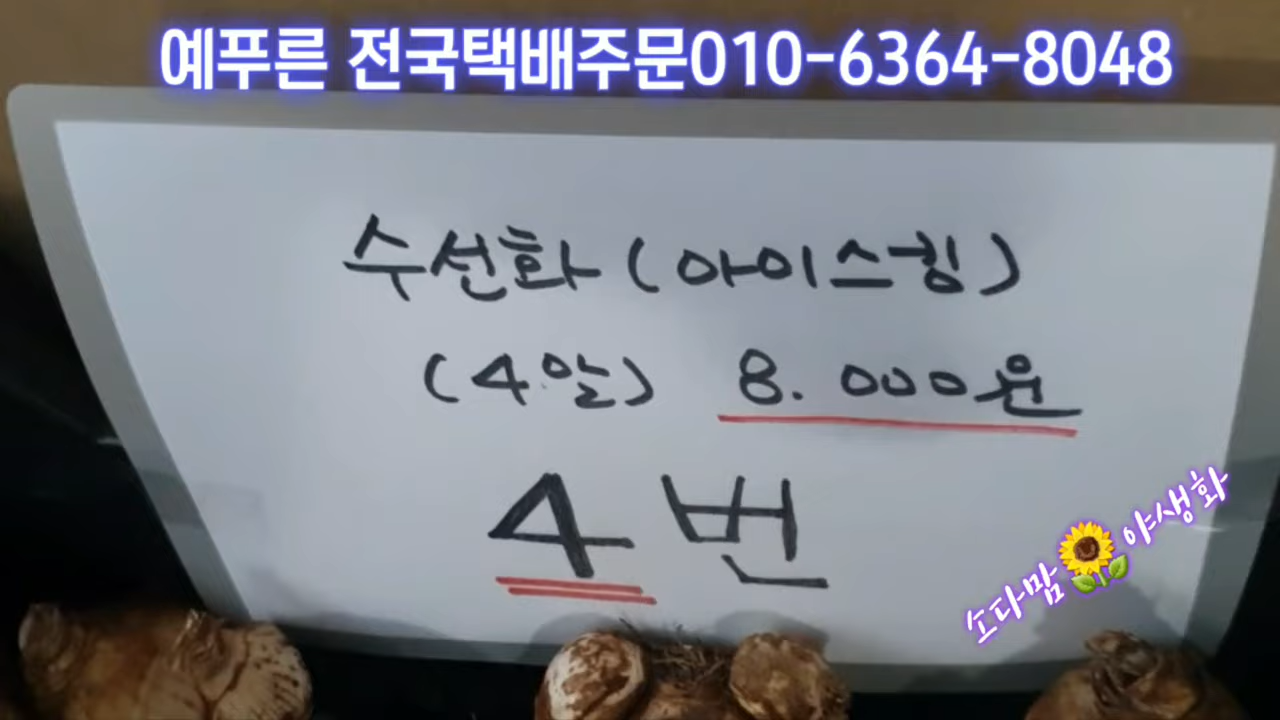 예푸른 전국택배주문010-6364-8048
수선화 (아이스킹)
(4알) 8.000원
4번
소다맘🌻야생화